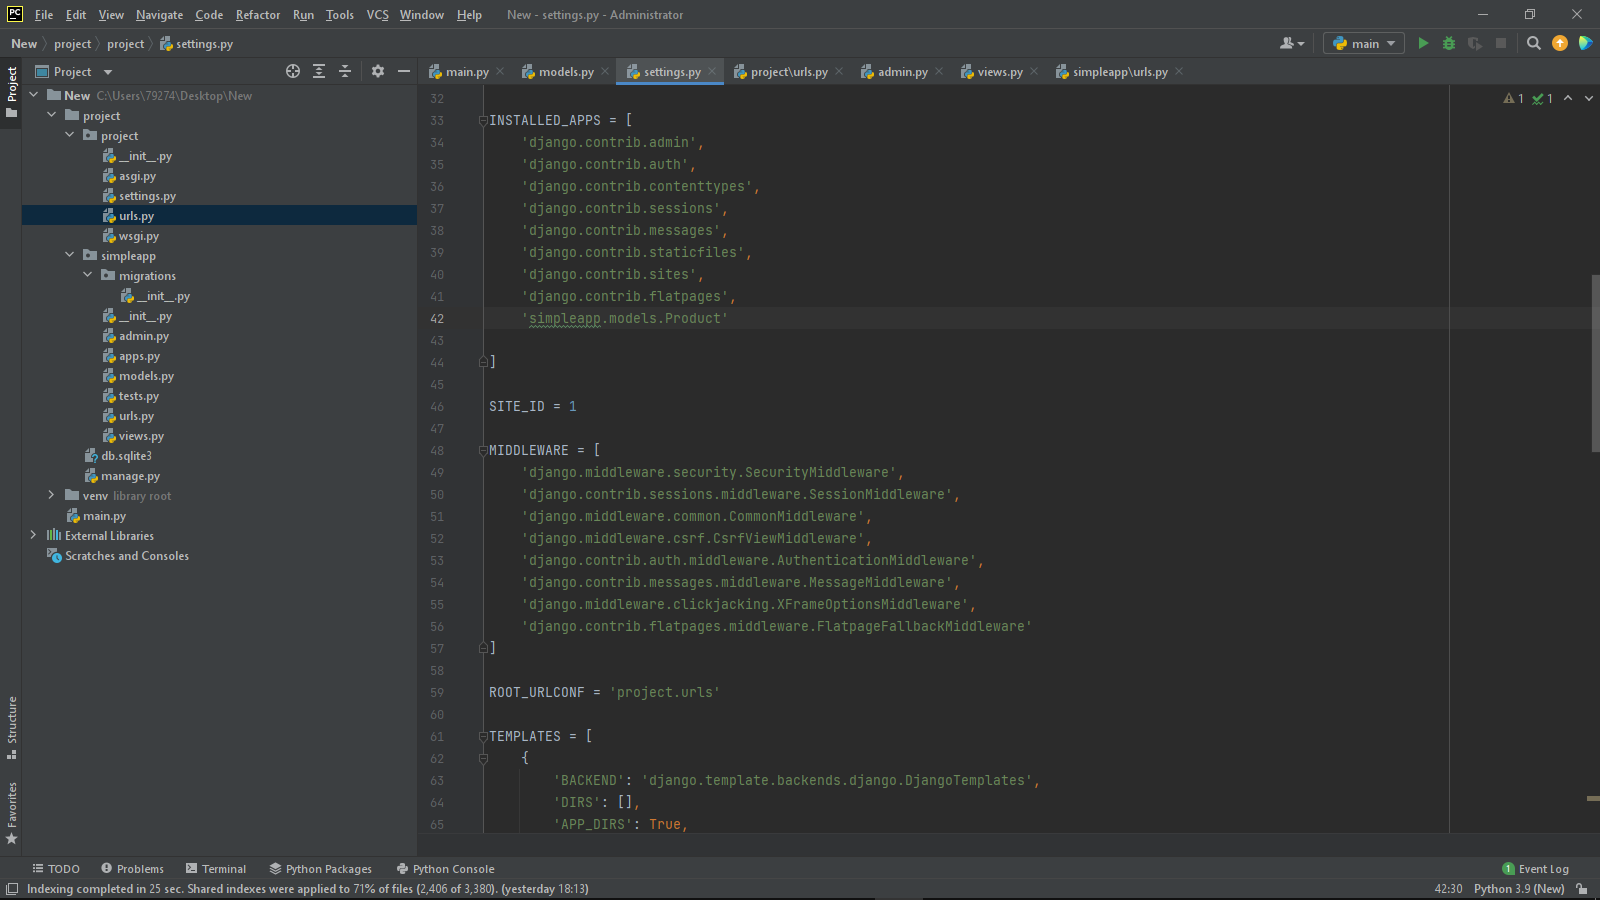 PC File Edit View Navigate Code Refactor Run Tools VCS Window Help New - settings.py - Administrator
New project project settings.py main
Project
Project
main.py models.py settings.py project\urls.py admin.py views.py simpleapp\urls.py
New C:\Users\79274\Desktop\New
project
project
__init__.py
asgi.py
settings.py
urls.py
wsgi.py
simpleapp
migrations
__init__.py
__init__.py
admin.py
apps.py
models.py
tests.py
urls.py
views.py
db.sqlite3
manage.py
venv library root
main.py
External Libraries
Scratches and Consoles
Structure
Favorites
1 1
32
33 INSTALLED_APPS = [
34 'django.contrib.admin',
35 'django.contrib.auth',
36 'django.contrib.contenttypes',
37 'django.contrib.sessions',
38 'django.contrib.messages',
39 'django.contrib.staticfiles',
40 'django.contrib.sites',
41 'django.contrib.flatpages',
42 'simpleapp.models.Product'
43
44 ]
45
46 SITE_ID = 1
47
48 MIDDLEWARE = [
49 'django.middleware.security.SecurityMiddleware',
50 'django.contrib.sessions.middleware.SessionMiddleware',
51 'django.middleware.common.CommonMiddleware',
52 'django.middleware.csrf.CsrfViewMiddleware',
53 'django.contrib.auth.middleware.AuthenticationMiddleware',
54 'django.contrib.messages.middleware.MessageMiddleware',
55 'django.middleware.clickjacking.XFrameOptionsMiddleware',
56 'django.contrib.flatpages.middleware.FlatpageFallbackMiddleware'
57 ]
58
59 ROOT_URLCONF = 'project.urls'
60
61 TEMPLATES = [
62 {
63 'BACKEND': 'django.template.backends.django.DjangoTemplates',
64 'DIRS': [],
65 'APP_DIRS': True,
TODO Problems Terminal Python Packages Python Console 1 Event Log
Indexing completed in 25 sec. Shared indexes were applied to 71% of files (2,406 of 3,380). (yesterday 18:13) 42:30 Python 3.9 (New)